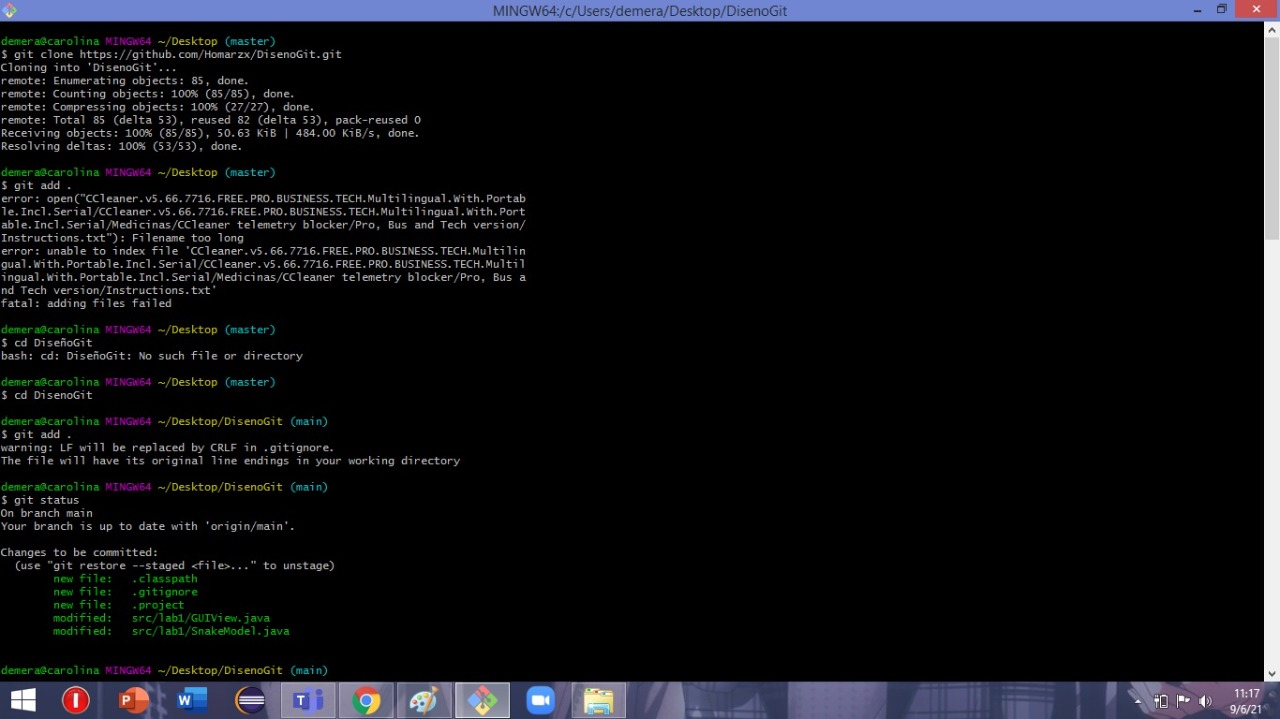 MINGW64:/c/Users/demera/Desktop/DisenoGit
demera@carolina MINGW64 ~/Desktop (master)
$ git clone https://github.com/Homarzx/DisenoGit.git
Cloning into 'DisenoGit'...
remote: Enumerating objects: 85, done.
remote: Counting objects: 100% (85/85), done.
remote: Compressing objects: 100% (27/27), done.
remote: Total 85 (delta 53), reused 82 (delta 53), pack-reused 0
Receiving objects: 100% (85/85), 50.63 KiB | 484.00 KiB/s, done.
Resolving deltas: 100% (53/53), done.
demera@carolina MINGW64 ~/Desktop (master)
$ git add .
error: open("CCleaner.v5.66.7716.FREE.PRO.BUSINESS.TECH.Multilingual.With.Portab
le.Incl.Serial/CCleaner.v5.66.7716.FREE.PRO.BUSINESS.TECH.Multilingual.With.Port
able.Incl.Serial/Medicinas/CCleaner telemetry blocker/Pro, Bus and Tech version/
Instructions.txt"): Filename too long
error: unable to index file 'CCleaner.v5.66.7716.FREE.PRO.BUSINESS.TECH.Multilin
gual.With.Portable.Incl.Serial/CCleaner.v5.66.7716.FREE.PRO.BUSINESS.TECH.Multil
ingual.With.Portable.Incl.Serial/Medicinas/CCleaner telemetry blocker/Pro, Bus a
nd Tech version/Instructions.txt'
fatal: adding files failed
demera@carolina MINGW64 ~/Desktop (master)
$ cd DiseñoGit
bash: cd: DiseñoGit: No such file or directory
demera@carolina MINGW64 ~/Desktop (master)
$ cd DisenoGit
demera@carolina MINGW64 ~/Desktop/DisenoGit (main)
$ git add .
warning: LF will be replaced by CRLF in .gitignore.
The file will have its original line endings in your working directory
demera@carolina MINGW64 ~/Desktop/DisenoGit (main)
$ git status
On branch main
Your branch is up to date with 'origin/main'.
Changes to be committed:
(use "git restore --staged <file>..." to unstage)
new file: .classpath
new file: .gitignore
new file: .project
modified: src/lab1/GUIView.java
modified: src/lab1/SnakeModel.java
demera@carolina MINGW64 ~/Desktop/DisenoGit (main)
11:17
9/6/21